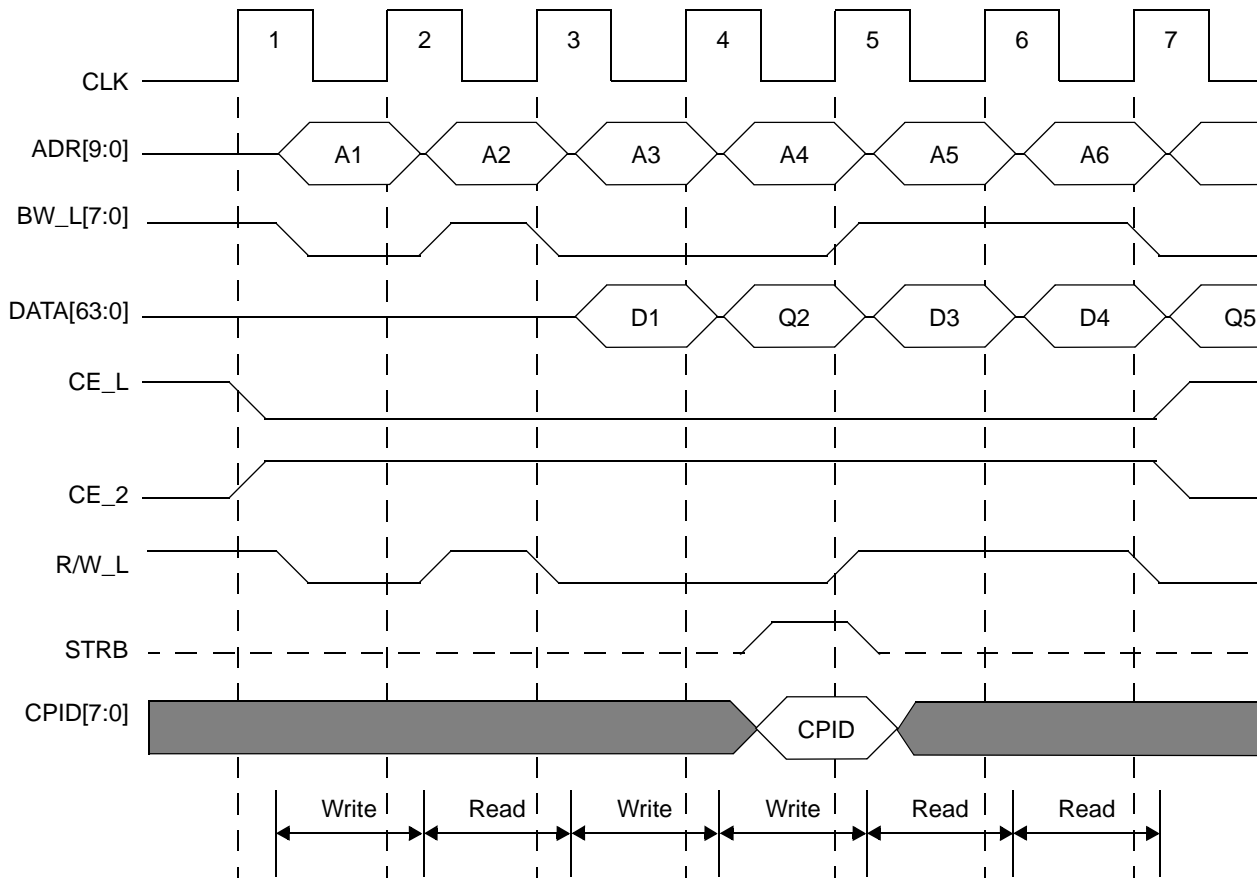 1 2 3 4 5 6 7
CLK
ADR[9:0] A1 A2 A3 A4 A5 A6
BW_L[7:0]
DATA[63:0] D1 Q2 D3 D4 Q5
CE_L
CE_2
R/W_L
STRB
CPID[7:0] CPID
Write Read Write Write Read Read